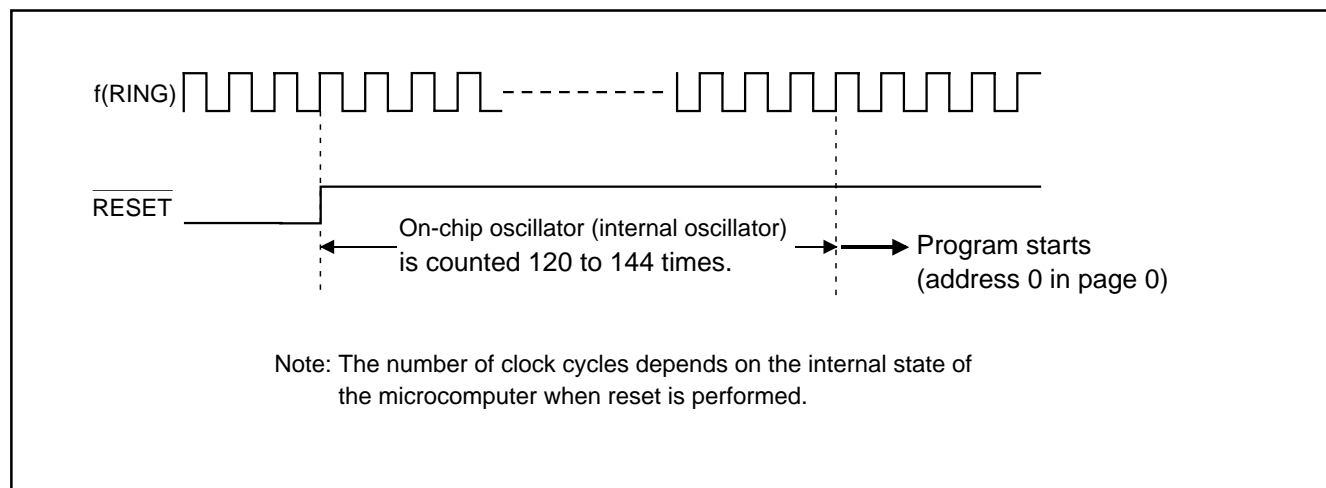 f(RING)
RESET
On-chip oscillator (internal oscillator)
is counted 120 to 144 times.
Program starts
(address 0 in page 0)
Note: The number of clock cycles depends on the internal state of
the microcomputer when reset is performed.